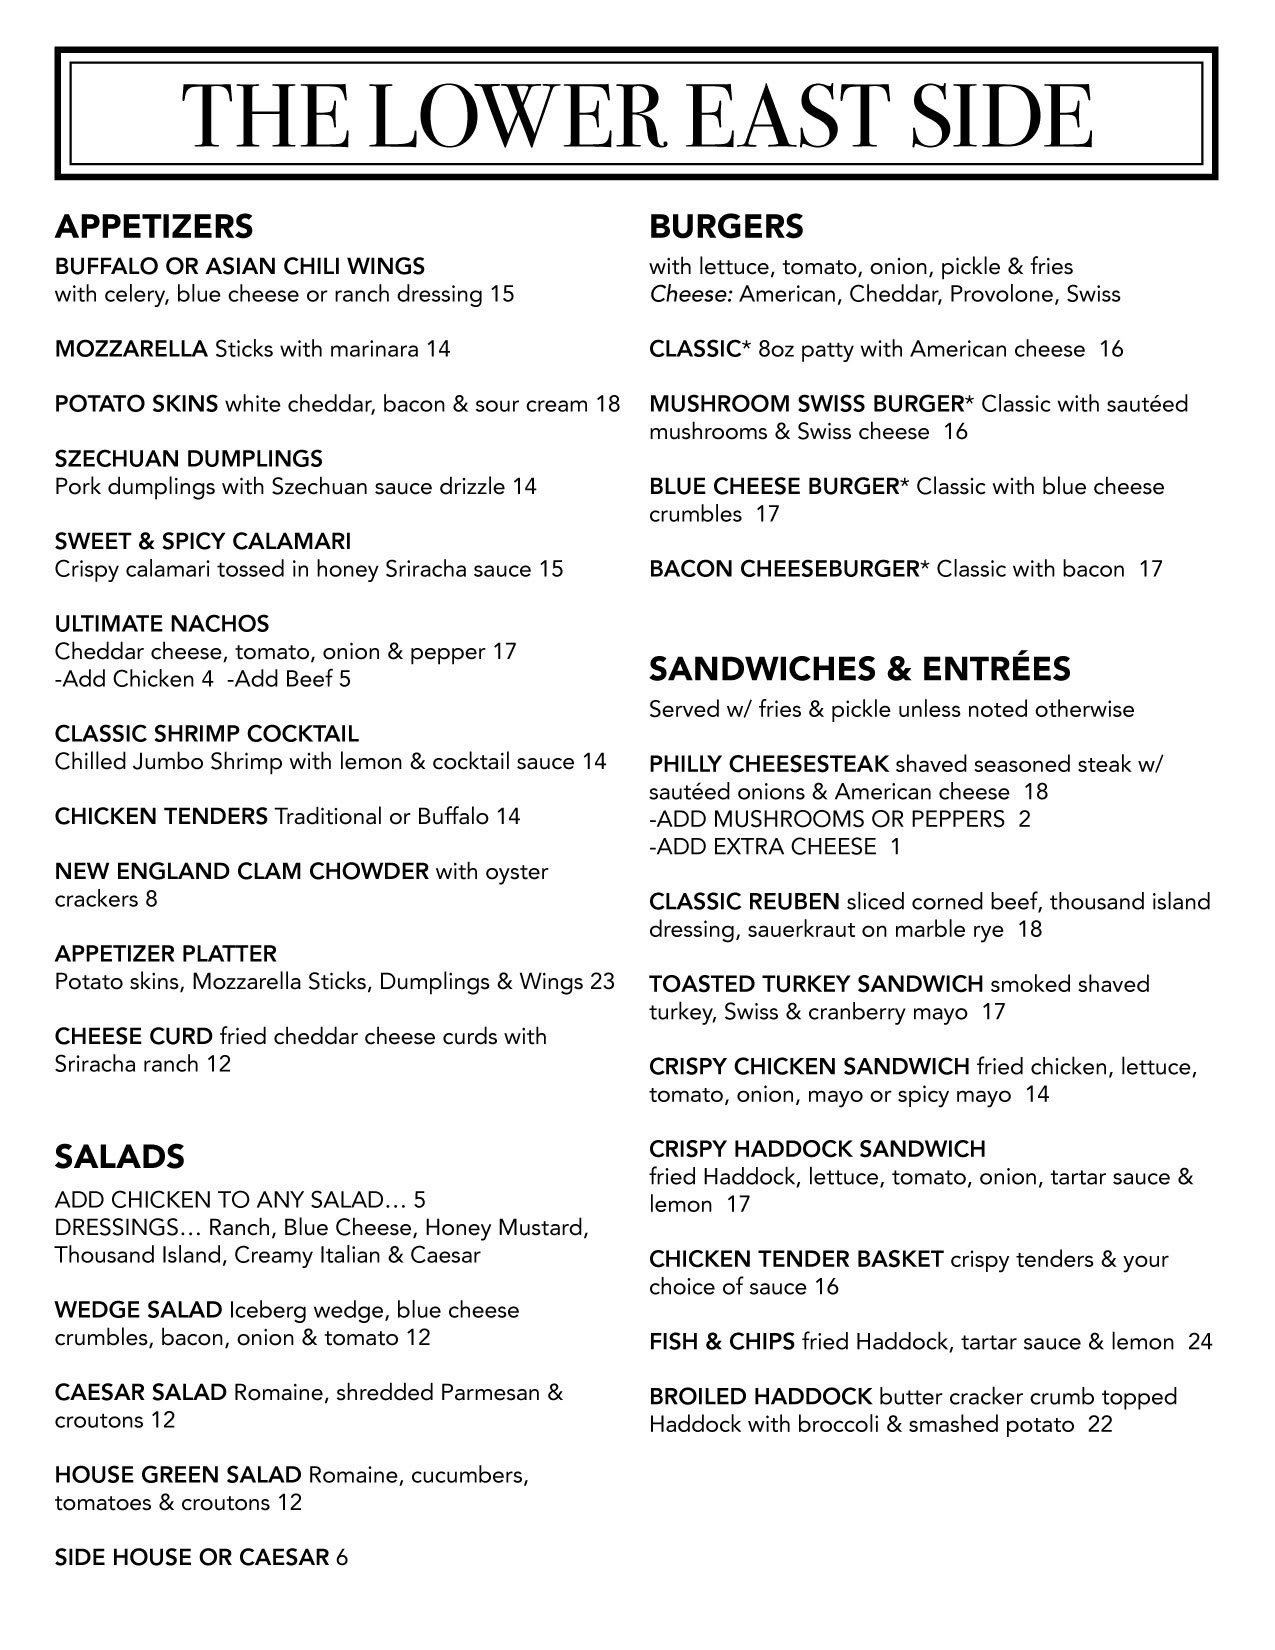 THE LOWER EAST SIDE
APPETIZERS
BUFFALO OR ASIAN CHILI WINGS
with celery, blue cheese or ranch dressing 15
MOZZARELLA Sticks with marinara 14
POTATO SKINS white cheddar, bacon & sour cream 18
SZECHUAN DUMPLINGS
Pork dumplings with Szechuan sauce drizzle 14
SWEET & SPICY CALAMARI
Crispy calamari tossed in honey Sriracha sauce 15
ULTIMATE NACHOS
Cheddar cheese, tomato, onion & pepper 17
-Add Chicken 4 -Add Beef 5
CLASSIC SHRIMP COCKTAIL
Chilled Jumbo Shrimp with lemon & cocktail sauce 14
CHICKEN TENDERS Traditional or Buffalo 14
NEW ENGLAND CLAM CHOWDER with oyster
crackers 8
APPETIZER PLATTER
Potato skins, Mozzarella Sticks, Dumplings & Wings 23
CHEESE CURD fried cheddar cheese curds with
Sriracha ranch 12
SALADS
ADD CHICKEN TO ANY SALAD... 5
DRESSINGS... Ranch, Blue Cheese, Honey Mustard,
Thousand Island, Creamy Italian & Caesar
WEDGE SALAD Iceberg wedge, blue cheese
crumbles, bacon, onion & tomato 12
CAESAR SALAD Romaine, shredded Parmesan &
croutons 12
HOUSE GREEN SALAD Romaine, cucumbers,
tomatoes & croutons 12
SIDE HOUSE OR CAESAR 6
BURGERS
with lettuce, tomato, onion, pickle & fries
Cheese: American, Cheddar, Provolone, Swiss
CLASSIC* 8oz patty with American cheese 16
MUSHROOM SWISS BURGER* Classic with sautéed
mushrooms & Swiss cheese 16
BLUE CHEESE BURGER* Classic with blue cheese
crumbles 17
BACON CHEESEBURGER* Classic with bacon 17
SANDWICHES & ENTRÉES
Served w/ fries & pickle unless noted otherwise
PHILLY CHEESESTEAK shaved seasoned steak w/
sautéed onions & American cheese 18
-ADD MUSHROOMS OR PEPPERS 2
-ADD EXTRA CHEESE 1
CLASSIC REUBEN sliced corned beef, thousand island
dressing, sauerkraut on marble rye 18
TOASTED TURKEY SANDWICH smoked shaved
turkey, Swiss & cranberry mayo 17
CRISPY CHICKEN SANDWICH fried chicken, lettuce,
tomato, onion, mayo or spicy mayo 14
CRISPY HADDOCK SANDWICH
fried Haddock, lettuce, tomato, onion, tartar sauce &
lemon 17
CHICKEN TENDER BASKET crispy tenders & your
choice of sauce 16
FISH & CHIPS fried Haddock, tartar sauce & lemon 24
BROILED HADDOCK butter cracker crumb topped
Haddock with broccoli & smashed potato 22